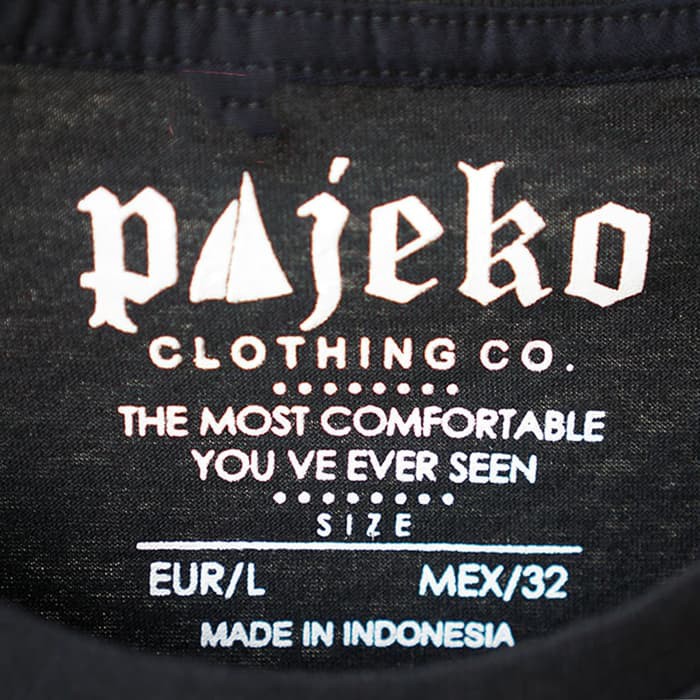 pajeko
CLOTHING CO.
THE MOST COMFORTABLE
YOU VE EVER SEEN
SIZE
EUR/L MEX/32
MADE IN INDONESIA